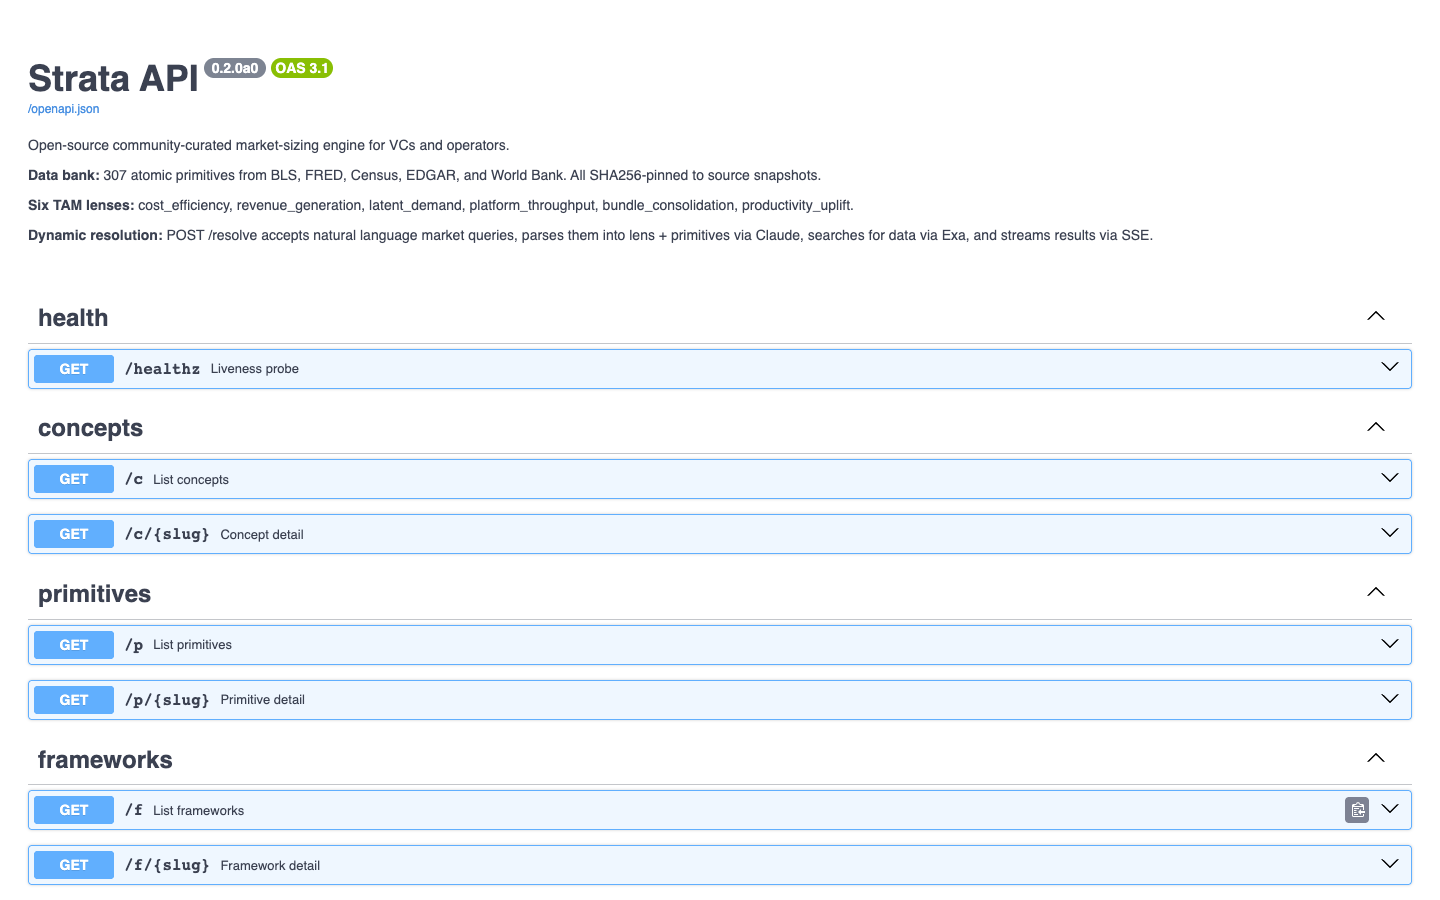 Strata API 0.2.0a0 OAS 3.1
/openapi.json
Open-source community-curated market-sizing engine for VCs and operators.
Data bank: 307 atomic primitives from BLS, FRED, Census, EDGAR, and World Bank. All SHA256-pinned to source snapshots.
Six TAM lenses: cost_efficiency, revenue_generation, latent_demand, platform_throughput, bundle_consolidation, productivity_uplift.
Dynamic resolution: POST /resolve accepts natural language market queries, parses them into lens + primitives via Claude, searches for data via Exa, and streams results via SSE.
health
GET /healthz Liveness probe
concepts
GET /c List concepts
GET /c/{slug} Concept detail
primitives
GET /p List primitives
GET /p/{slug} Primitive detail
frameworks
GET /f List frameworks
GET /f/{slug} Framework detail